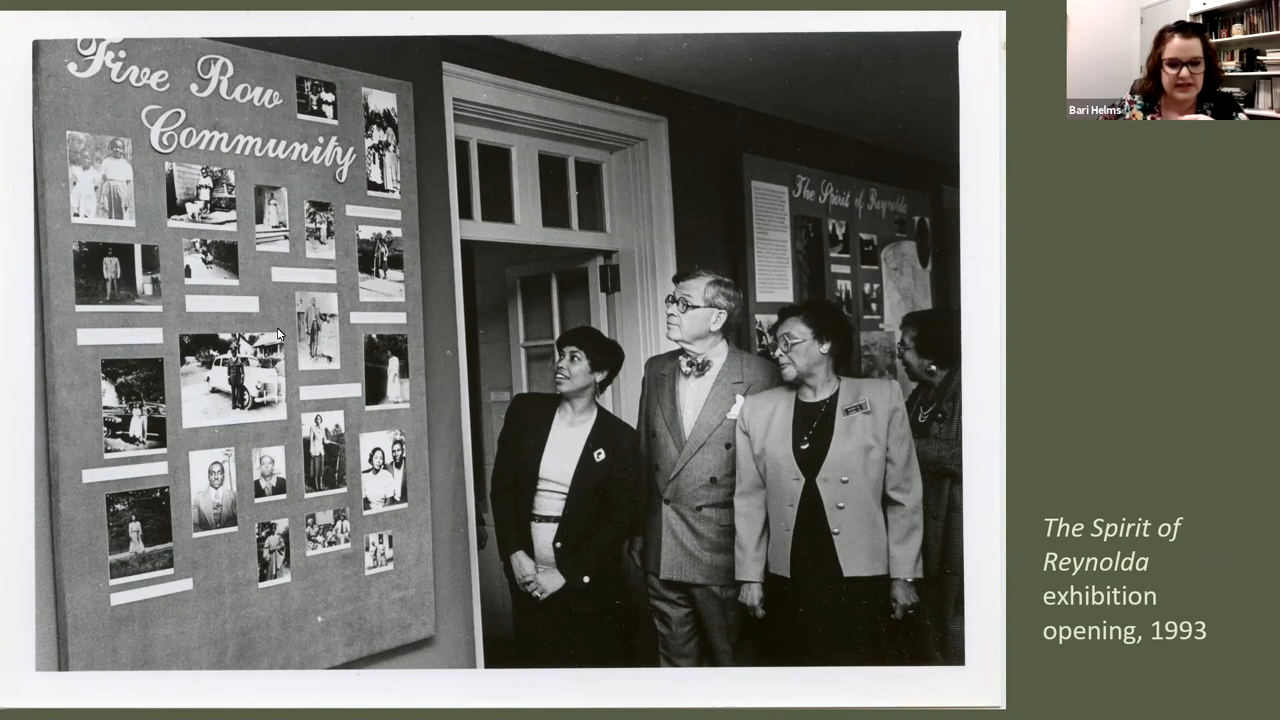 Five Row
Community
The Spirit of Reynolda
Bari Helms
The Spirit of
Reynolda
exhibition
opening, 1993